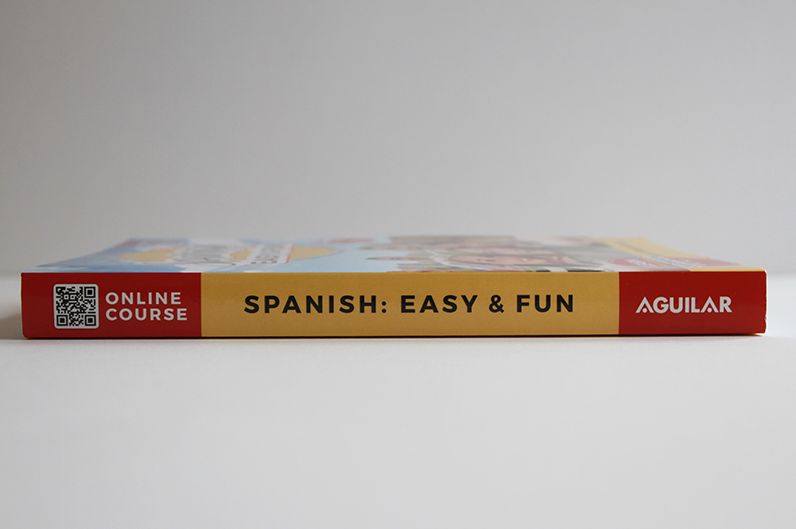 ONLINE
COURSE
SPANISH: EASY & FUN
AGUILAR